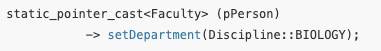 static_pointer_cast<Faculty> (pPerson)
-> setDepartment(Discipline::BIOLOGY);